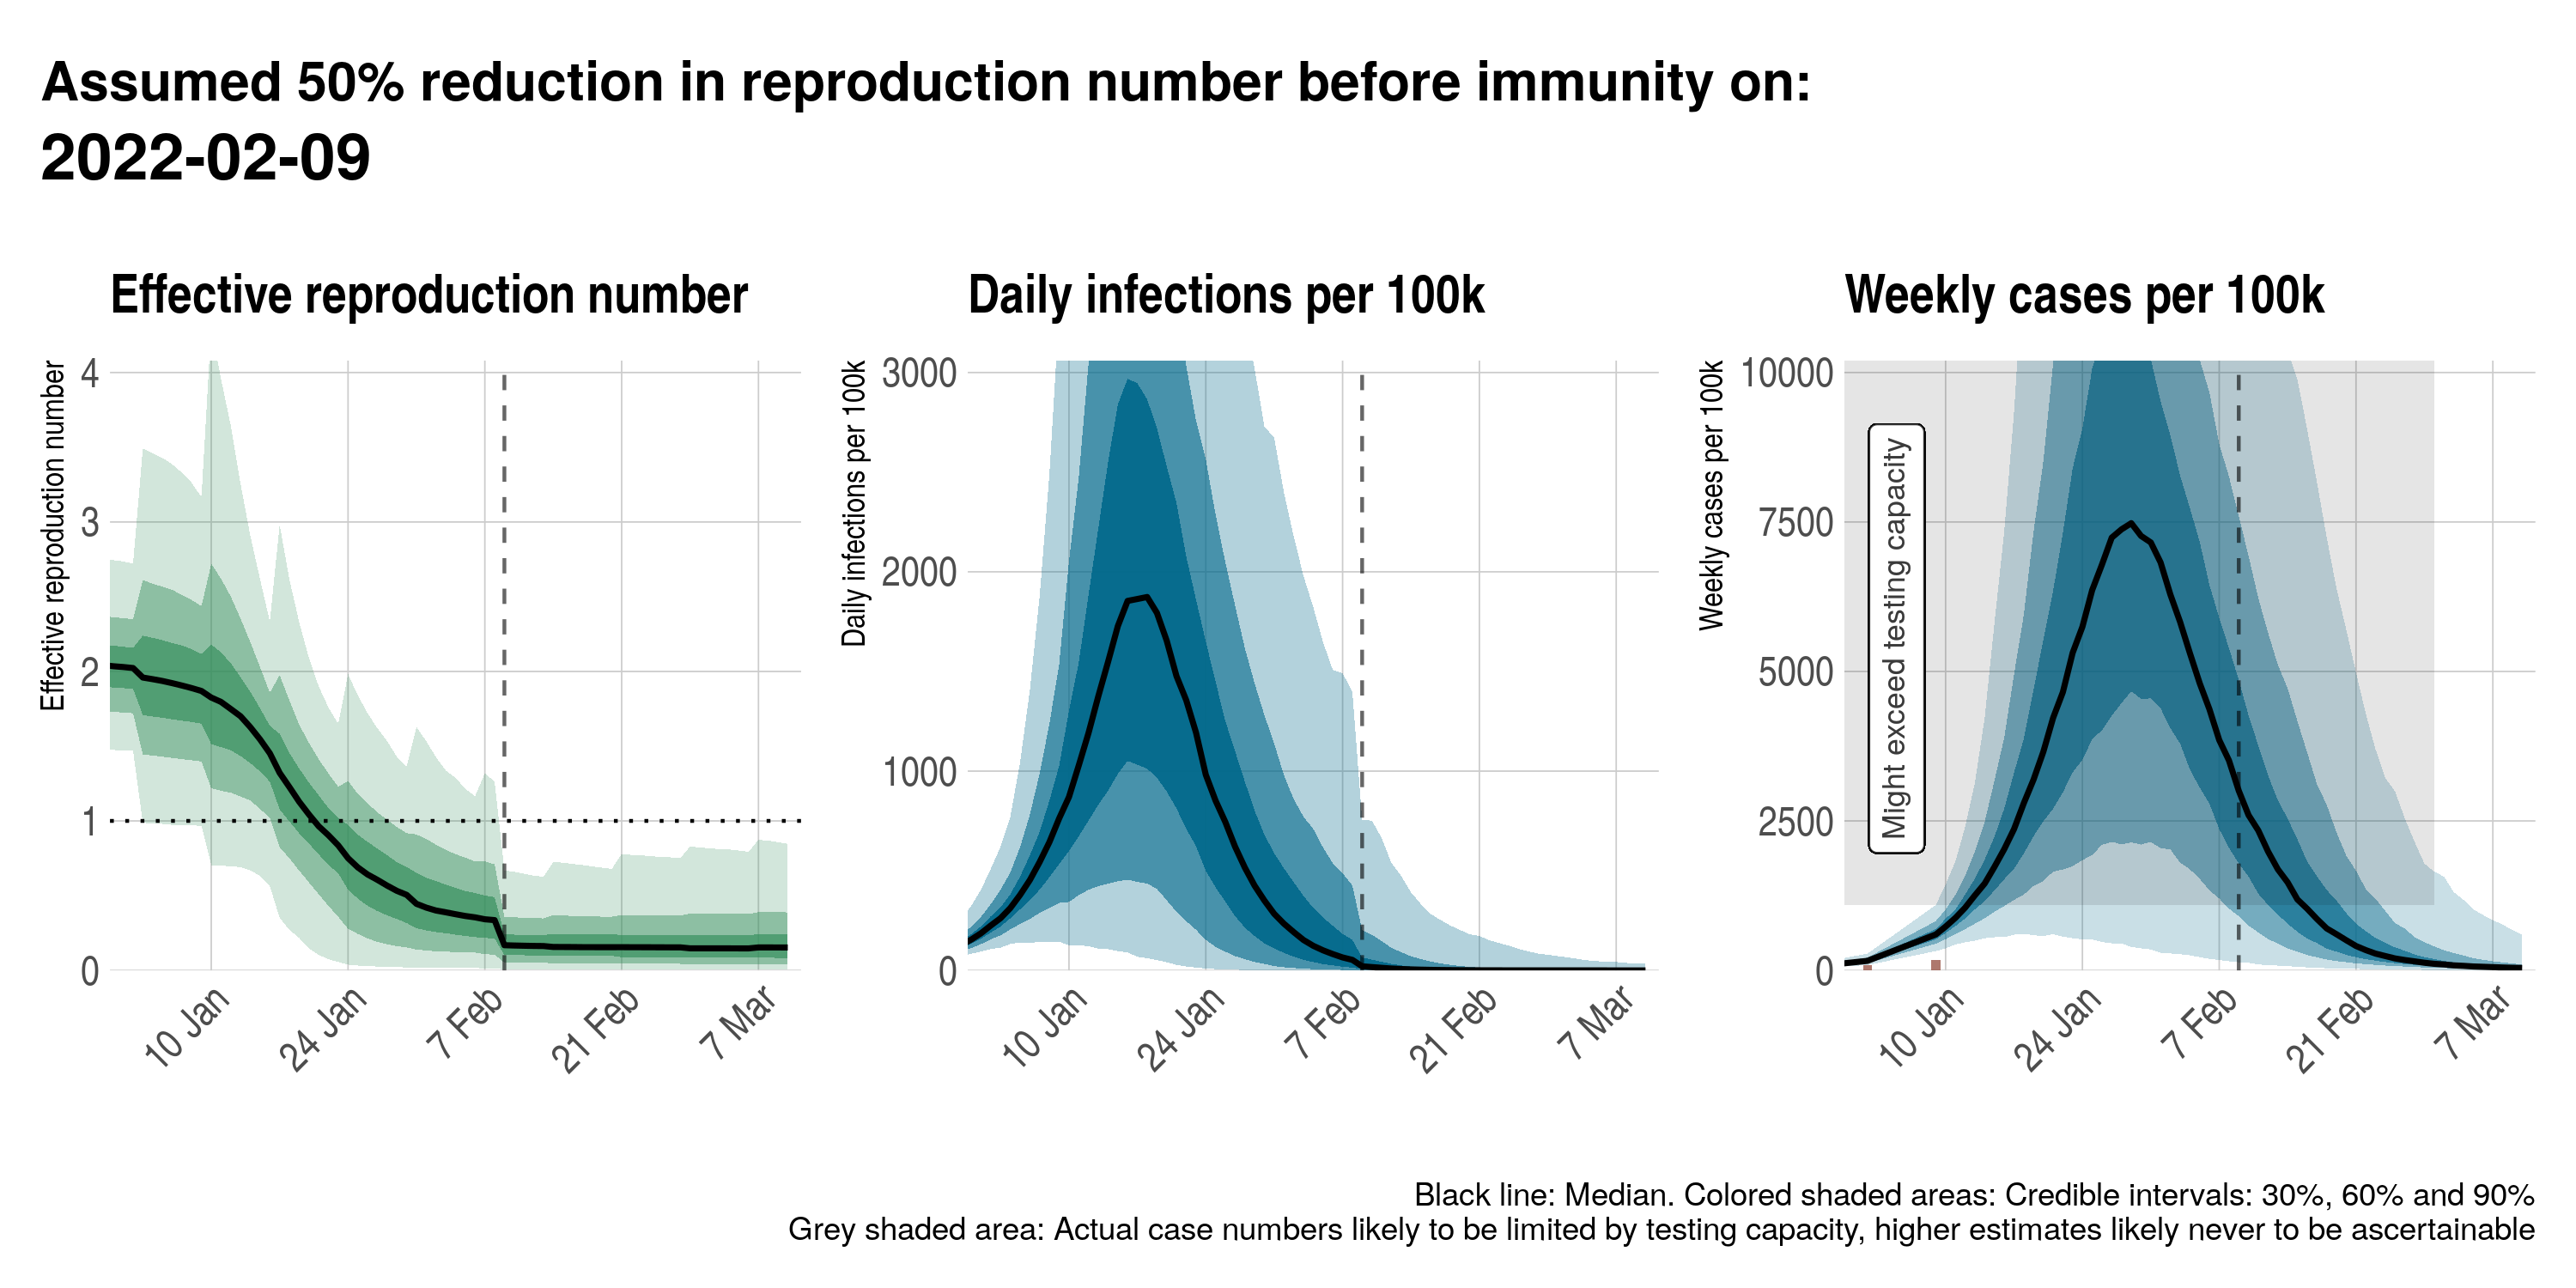 Assumed 50% reduction in reproduction number before immunity on:
2022-02-09
Effective reproduction number
Effective reproduction number
4
3
2
1
0
10 Jan
24 Jan
7 Feb
21 Feb
7 Mar
Daily infections per 100k
Daily infections per 100k
3000
2000
1000
0
10 Jan
24 Jan
7 Feb
21 Feb
7 Mar
Weekly cases per 100k
Weekly cases per 100k
10000
7500
5000
2500
0
Might exceed testing capacity
10 Jan
24 Jan
7 Feb
21 Feb
7 Mar
Black line: Median. Colored shaded areas: Credible intervals: 30%, 60% and 90%
Grey shaded area: Actual case numbers likely to be limited by testing capacity, higher estimates likely never to be ascertainable